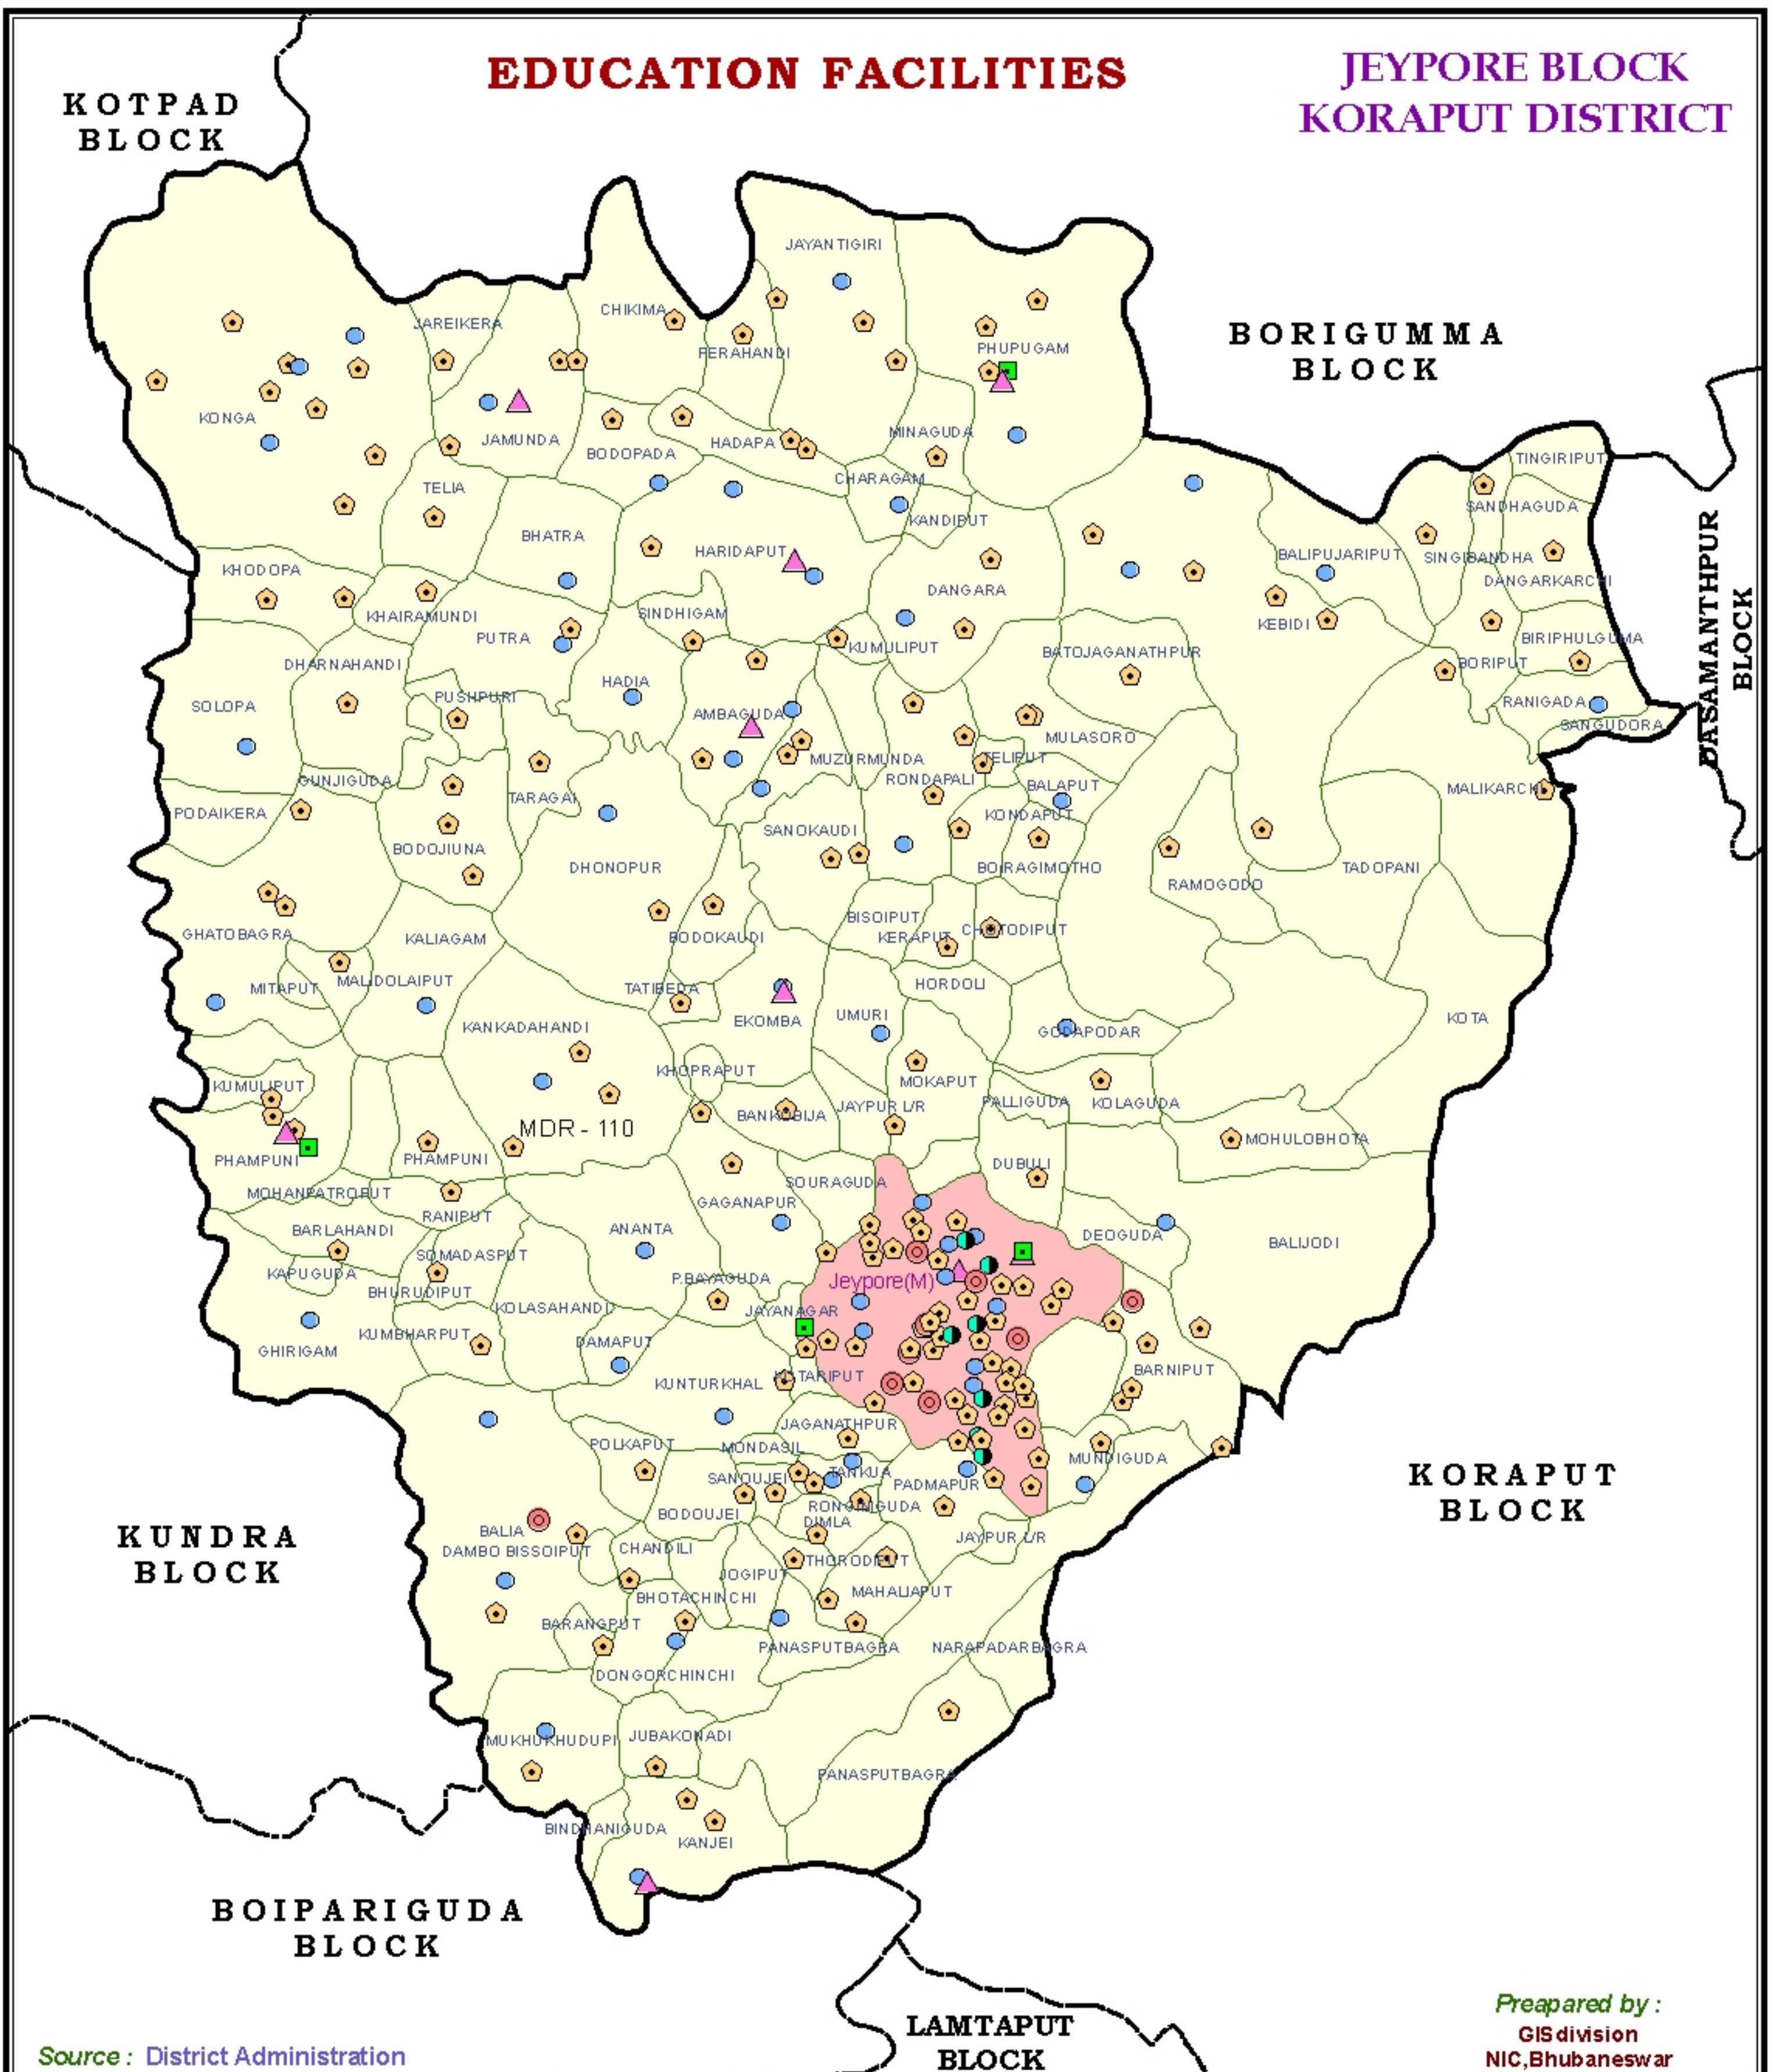 EDUCATION FACILITIES
JEYPORE BLOCK
KORAPUT DISTRICT
KOTPAD
BLOCK
JAYANTIGIRI
CHIKIMA
JAREIKERA
BORIGUMMA
BLOCK
PHUPUGAM
PERAHANDI
KONGA
JAMUNDA
BODOPADA
HADAPA
MINAGUDA
TINGIRIPUT
CHARAGAM
TELIA
SANDHAGUDA
KANDIPUT
BHATRA
HARIDAPUT
BALIPUJARIPUT
SINGIBANDHA
DASAMANTHPUR
BLOCK
KHODOPA
DANGARKARCHI
DANGARA
KHAIRAMUNDI
SINDHIGAM
KEBIDI
PUTRA
BIRIPHULGUMA
KUMULIPUT
BATOJAGANATHPUR
DHARNAHANDI
BORIPUT
HADIA
PUSHPURI
RANIGADA
SOLOPA
AMBAGUDA
SANGUDORA
MULASORO
MUZURMUNDA
TELIPUT
GUNJIGUDA
RONDAPALI
BALAPUT
MALIKARCHI
TARAGAI
PODAIKERA
KONDAPUT
SANOKAUDI
BODOJIUNA
DHONOPUR
BOIRAGIMOTHO
TADOPANI
RAMOGODO
BISOIPUT
GHATOBAGRA
KALIAGAM
BODOKAUDI
KERAPUT
CHOTODIPUT
MALIDOLAIPUT
MITAPUT
TATIBEDA
HORDOLI
EKOMBA
UMURI
KOTA
KANKADAHANDI
GODAPODAR
KHOPRAPUT
KUMULIPUT
MOKAPUT
BANKOBIJA
JAYPUR L/R
PALLIGUDA
KOLAGUDA
MDR - 110
MOHULOBHOTA
PHAMPUNI
PHAMPUNI
DUBULI
SOURAGUDA
MOHANPATROPUT
GAGANAPUR
RANIPUT
BARLAHANDI
ANANTA
DEOGUDA
BALIJODI
SOMADASPUT
KAPUGUDA
P.BAYAGUDA
Jeypore(M)
BHURUDIPUT
KOLASAHANDI
JAYANAGAR
KUMBHARPUT
DAMAPUT
GHIRIGAM
BARNIPUT
KUNTURKHAL
JAGANATHPUR
POLKAPUT
MONDASIL
MUNDIGUDA
SANOUJEI
TANKUA
PADMAPUR
KORAPUT
BLOCK
BODOUJEI
DIMLA
KUNDRA
BLOCK
BALIA
DAMBO BISSOIPUT
CHANDILI
JAYPUR L/R
JOGIPUT
BHOTACHINCHI
MAHALIAPUT
BARANGPUT
PANASPUTBAGRA
NARAPADARBAGRA
DONGORCHINCHI
JUBAKONADI
PANASPUTBAGRA
BINDHANIGUDA
KANJEI
BOIPARIGUDA
BLOCK
LAMTAPUT
BLOCK
Preapared by :
GIS division
NIC,Bhubaneswar
Source : District Administration